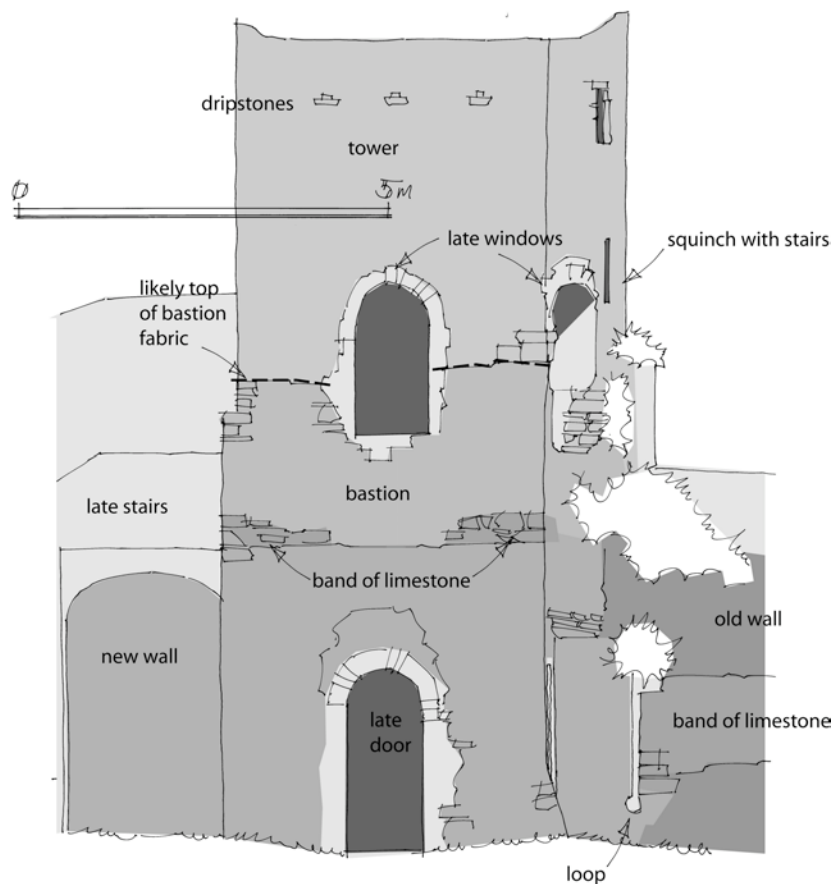 dripstones
tower
0
5m
late windows
squinch with stairs
likely top
of bastion
fabric
late stairs
bastion
band of limestone
old wall
new wall
late
door
band of limestone
loop